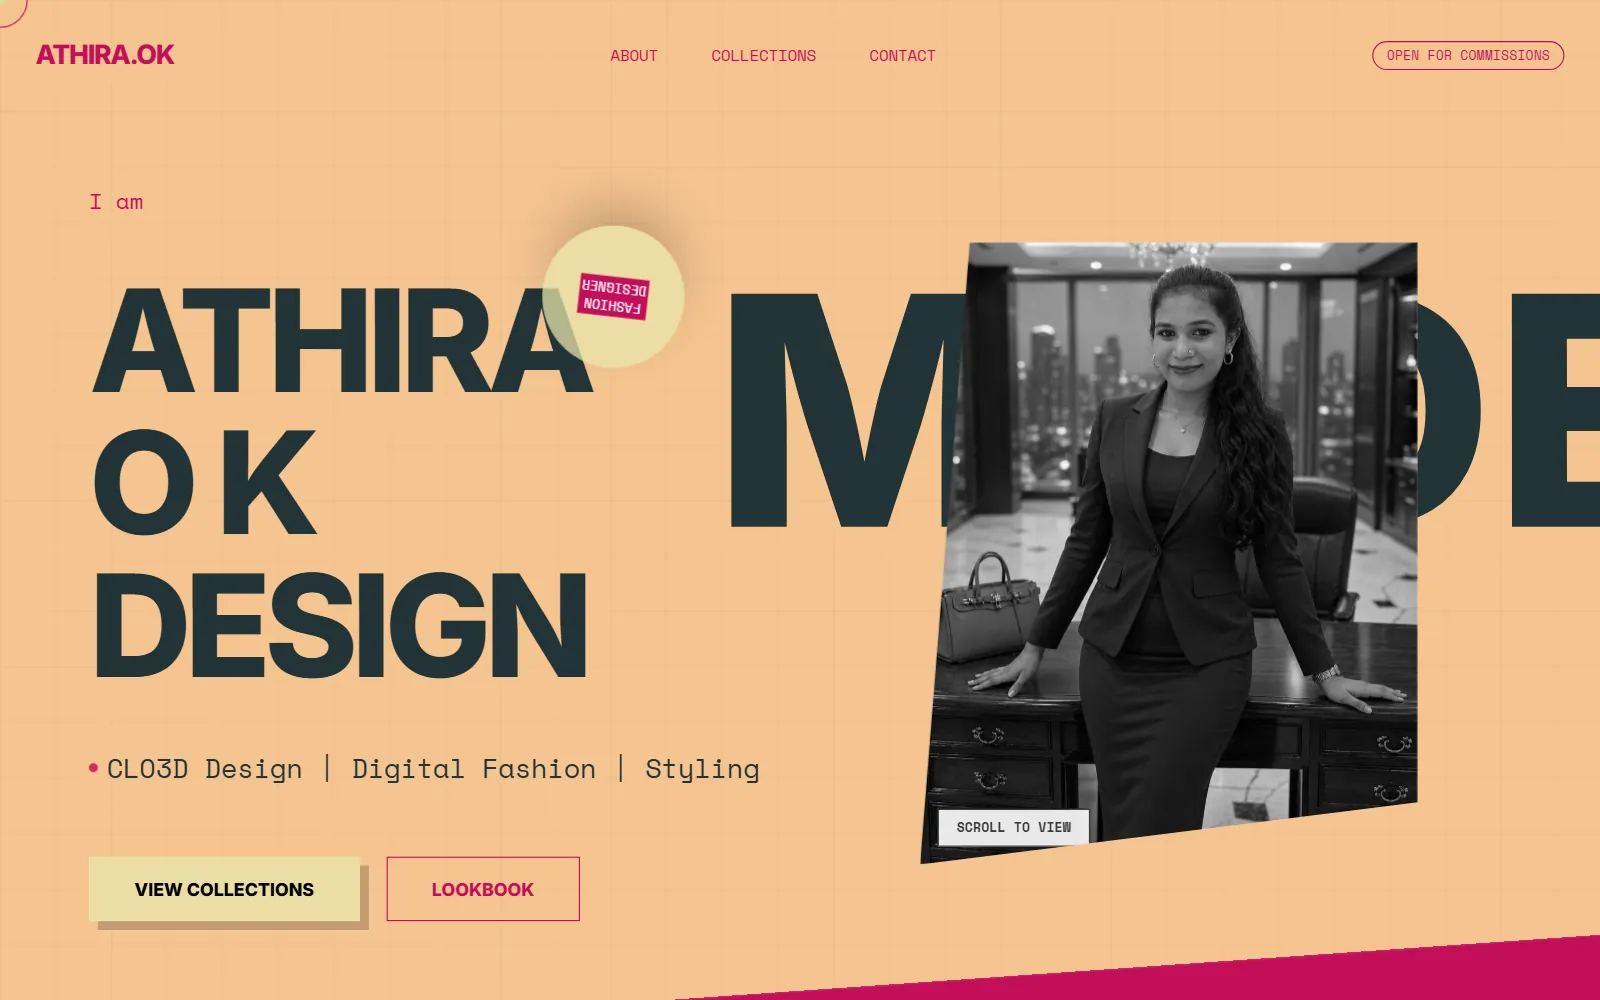 ATHIRA.OK
ABOUT COLLECTIONS CONTACT
OPEN FOR COMMISSIONS
I am
ATHIRA
O K
DESIGN
FASHION
DESIGNER
CLO3D Design | Digital Fashion | Styling
VIEW COLLECTIONS
LOOKBOOK
SCROLL TO VIEW